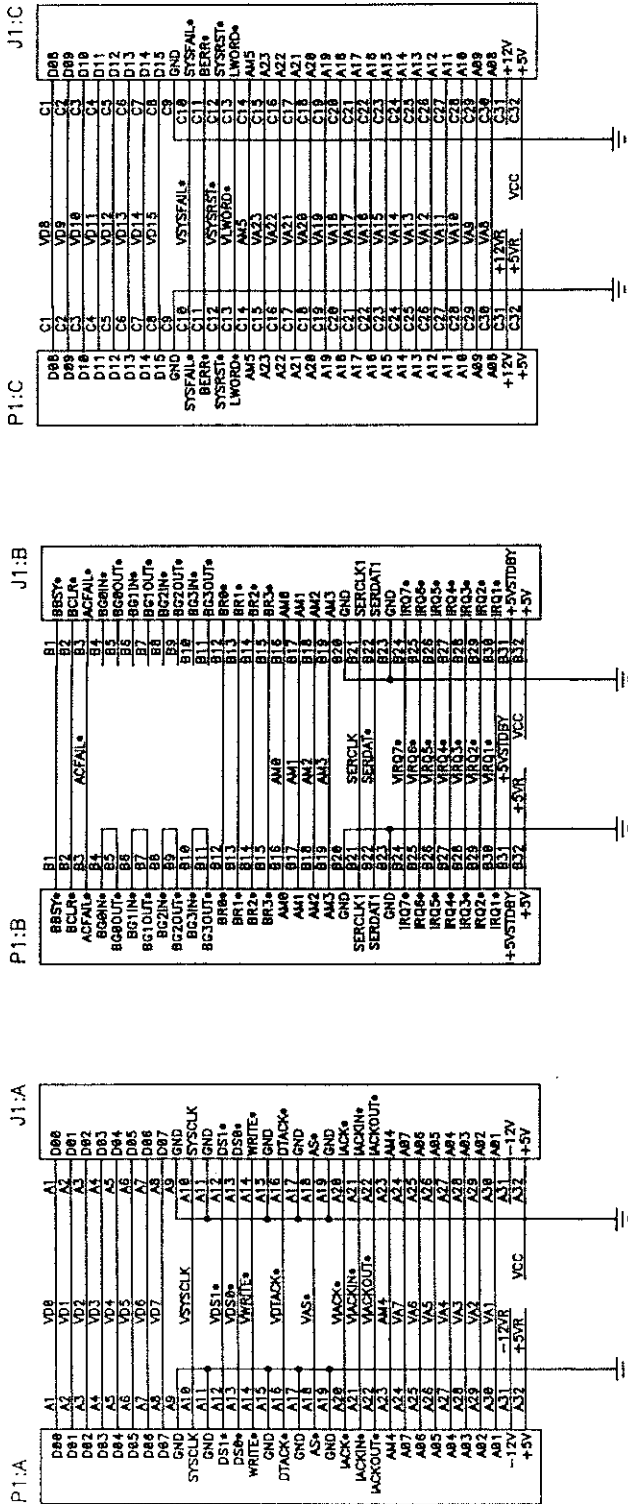 P1:A J1:A
D00 A1 VD0 A1 D00
D01 A2 VD1 A2 D01
D02 A3 VD2 A3 D02
D03 A4 VD3 A4 D03
D04 A5 VD4 A5 D04
D05 A6 VD5 A6 D05
D06 A7 VD6 A7 D06
D07 A8 VD7 A8 D07
GND A9 A9 GND
SYSCLK A10 VSYSCLK A10 SYSCLK
GND A11 A11 GND
DS1* A12 VDS1* A12 DS1*
DS0* A13 VDS0* A13 DS0*
WRITE* A14 VWRITE* A14 WRITE*
GND A15 A15 GND
DTACK* A16 VDTACK* A16 DTACK*
GND A17 A17 GND
AS* A18 VAS* A18 AS*
GND A19 A19 GND
IACK* A20 VIACK* A20 IACK*
IACKIN* A21 VIACKIN* A21 IACKIN*
IACKOUT* A22 VIACKOUT* A22 IACKOUT*
AM4 A23 AM4 A23 AM4
A07 A24 VA7 A24 A07
A06 A25 VA6 A25 A06
A05 A26 VA5 A26 A05
A04 A27 VA4 A27 A04
A03 A28 VA3 A28 A03
A02 A29 VA2 A29 A02
A01 A30 VA1 A30 A01
-12V A31 -12VR A31 -12V
+5V A32 +5VR VCC A32 +5V
P1:B J1:B
BBSY* B1 B1 BBSY*
BCLR* B2 B2 BCLR*
ACFAIL* B3 ACFAIL* B3 ACFAIL*
BG0IN* B4 B4 BG0IN*
BG0OUT* B5 B5 BG0OUT*
BG1IN* B6 B6 BG1IN*
BG1OUT* B7 B7 BG1OUT*
BG2IN* B8 B8 BG2IN*
BG2OUT* B9 B9 BG2OUT*
BG3IN* B10 B10 BG3IN*
BG3OUT* B11 B11 BG3OUT*
BR0* B12 B12 BR0*
BR1* B13 B13 BR1*
BR2* B14 B14 BR2*
BR3* B15 B15 BR3*
AM0 B16 AM0 B16 AM0
AM1 B17 AM1 B17 AM1
AM2 B18 AM2 B18 AM2
AM3 B19 AM3 B19 AM3
GND B20 B20 GND
SERCLK1 B21 SERCLK B21 SERCLK1
SERDAT1 B22 SERDAT* B22 SERDAT1
GND B23 B23 GND
IRQ7* B24 VIRQ7* B24 IRQ7*
IRQ6* B25 VIRQ6* B25 IRQ6*
IRQ5* B26 VIRQ5* B26 IRQ5*
IRQ4* B27 VIRQ4* B27 IRQ4*
IRQ3* B28 VIRQ3* B28 IRQ3*
IRQ2* B29 VIRQ2* B29 IRQ2*
IRQ1* B30 VIRQ1* B30 IRQ1*
+5VSTDBY B31 +5VSTDBY B31 +5VSTDBY
+5V B32 +5VR VCC B32 +5V
P1:C J1:C
D08 C1 VD8 C1 D08
D09 C2 VD9 C2 D09
D10 C3 VD10 C3 D10
D11 C4 VD11 C4 D11
D12 C5 VD12 C5 D12
D13 C6 VD13 C6 D13
D14 C7 VD14 C7 D14
D15 C8 VD15 C8 D15
GND C9 C9 GND
SYSFAIL* C10 VSYSFAIL* C10 SYSFAIL*
BERR* C11 C11 BERR*
SYSRST* C12 VSYSRST* C12 SYSRST*
LWORD* C13 VLWORD* C13 LWORD*
AM5 C14 AM5 C14 AM5
A23 C15 VA23 C15 A23
A22 C16 VA22 C16 A22
A21 C17 VA21 C17 A21
A20 C18 VA20 C18 A20
A19 C19 VA19 C19 A19
A18 C20 VA18 C20 A18
A17 C21 VA17 C21 A17
A16 C22 VA16 C22 A16
A15 C23 VA15 C23 A15
A14 C24 VA14 C24 A14
A13 C25 VA13 C25 A13
A12 C26 VA12 C26 A12
A11 C27 VA11 C27 A11
A10 C28 VA10 C28 A10
A09 C29 VA9 C29 A09
A08 C30 VA8 C30 A08
+12V C31 +12VR C31 +12V
+5V C32 +5VR VCC C32 +5V